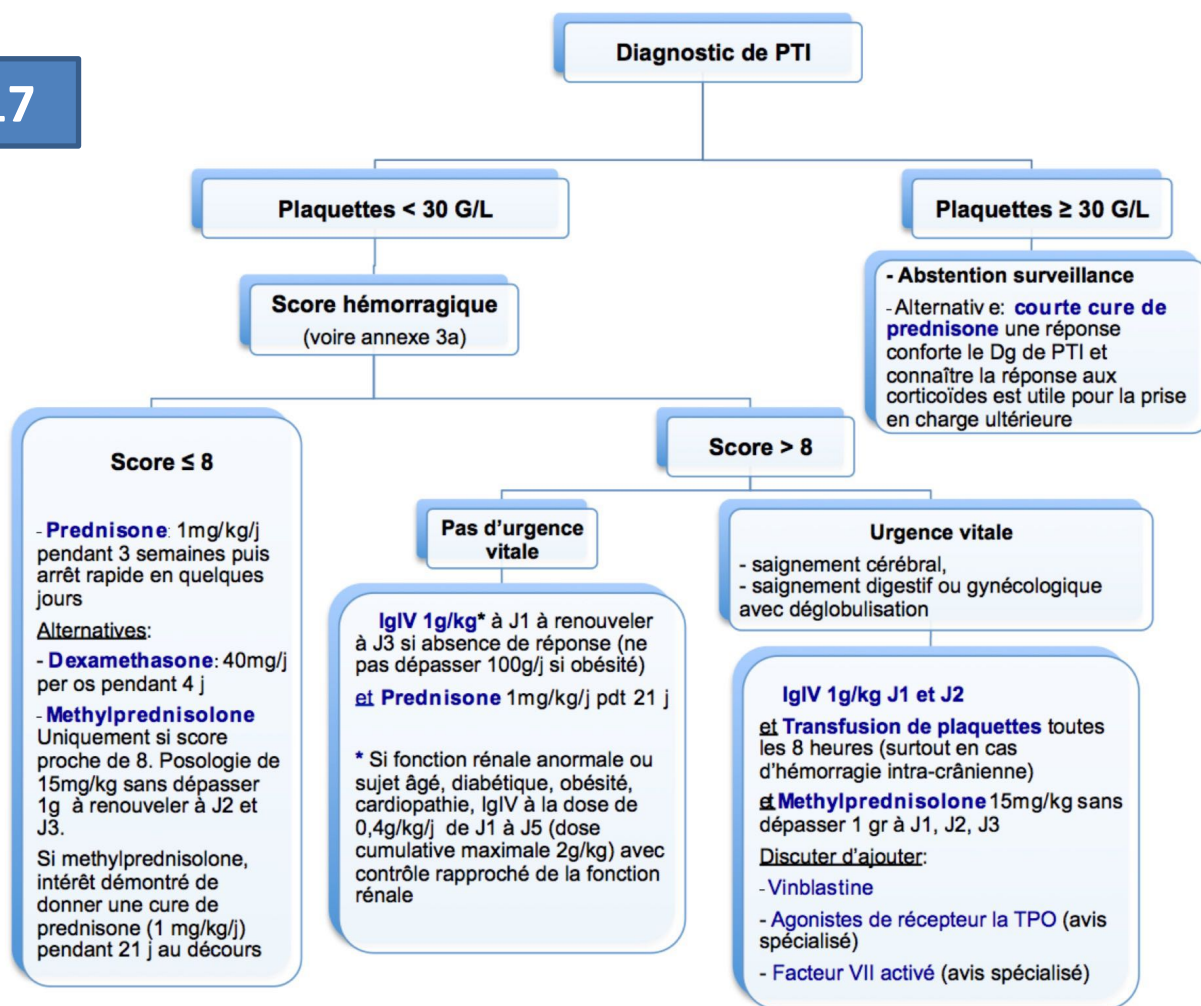 .7
Diagnostic de PTI
Plaquettes < 30 G/L
Plaquettes ≥ 30 G/L
Score hémorragique
(voire annexe 3a)
- Abstention surveillance
-Alternativ e: courte cure de
prednisone une réponse
conforte le Dg de PTI et
connaître la réponse aux
corticoïdes est utile pour la prise
en charge ultérieure
Score ≤ 8
- Prednisone: 1mg/kg/j
pendant 3 semaines puis
arrêt rapide en quelques
jours
Alternatives:
- Dexamethasone: 40mg/j
per os pendant 4 j
- Methylprednisolone
Uniquement si score
proche de 8. Posologie de
15mg/kg sans dépasser
1g à renouveler à J2 et
J3.
Si methylprednisolone,
intérêt démontré de
donner une cure de
prednisone (1 mg/kg/j)
pendant 21 j au décours
Score > 8
Pas d'urgence
vitale
IgIV 1g/kg* à J1 à renouveler
à J3 si absence de réponse (ne
pas dépasser 100g/j si obésité)
et Prednisone 1mg/kg/j pdt 21 j
* Si fonction rénale anormale ou
sujet âgé, diabétique, obésité,
cardiopathie, IgIV à la dose de
0,4g/kg/j de J1 à J5 (dose
cumulative maximale 2g/kg) avec
contrôle rapproché de la fonction
rénale
Urgence vitale
- saignement cérébral,
- saignement digestif ou gynécologique
avec déglobulisation
IgIV 1g/kg J1 et J2
et Transfusion de plaquettes toutes
les 8 heures (surtout en cas
d'hémorragie intra-crânienne)
et Methylprednisolone 15mg/kg sans
dépasser 1 gr à J1, J2, J3
Discuter d'ajouter:
- Vinblastine
- Agonistes de récepteur la TPO (avis
spécialisé)
- Facteur VII activé (avis spécialisé)